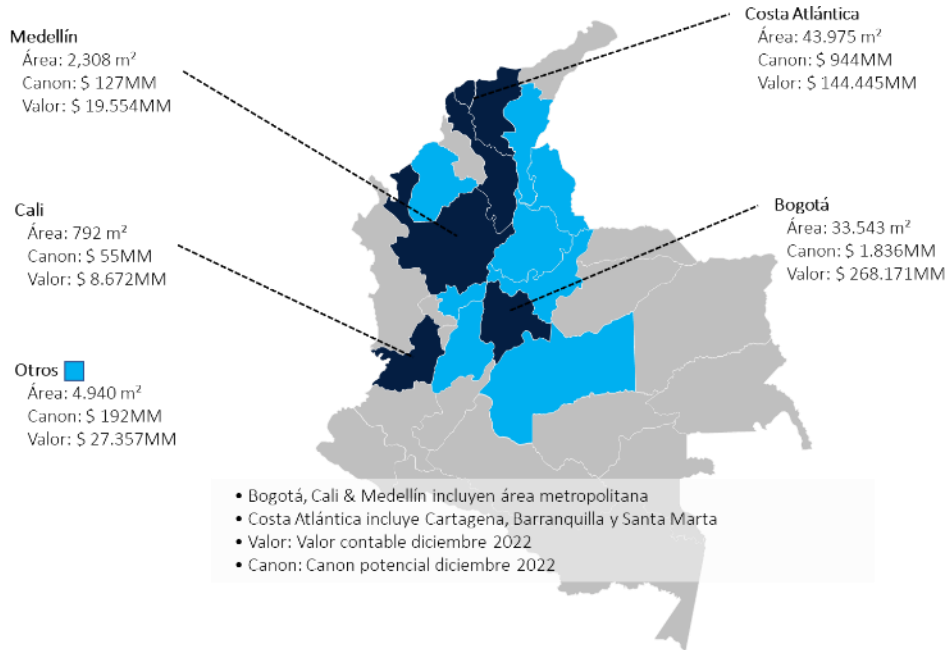 Medellín
Área: 2,308 m²
Canon: $ 127MM
Valor: $ 19.554MM
Costa Atlántica
Área: 43.975 m²
Canon: $ 944MM
Valor: $ 144.445MM
Cali
Área: 792 m²
Canon: $ 55MM
Valor: $ 8.672MM
Bogotá
Área: 33.543 m²
Canon: $ 1.836MM
Valor: $ 268.171MM
Otros
Área: 4.940 m²
Canon: $ 192MM
Valor: $ 27.357MM
• Bogotá, Cali & Medellín incluyen área metropolitana
• Costa Atlántica incluye Cartagena, Barranquilla y Santa Marta
• Valor: Valor contable diciembre 2022
• Canon: Canon potencial diciembre 2022